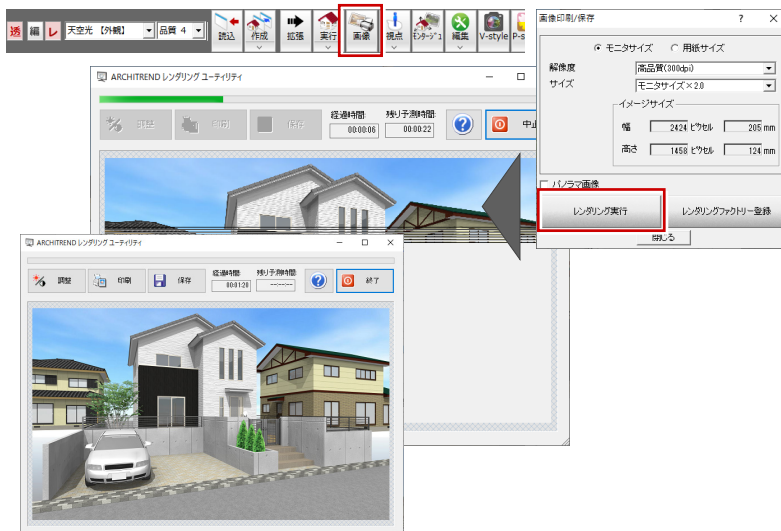 透 編 レ 天空光 【外観】 品質 4
読込 作成 拡張 実行 画像 視点 ﾓﾝﾀｰｼﾞｭ 編集 V-style P-s
画像印刷/保存 ? ×
モニタサイズ 用紙サイズ
解像度 高品質(300dpi)
サイズ モニタサイズ×2.0
イメージサイズ
幅 2424 ピクセル 205 mm
高さ 1458 ピクセル 124 mm
パノラマ画像
レンダリング実行 レンダリングファクトリー登録
閉じる
ARCHITREND レンダリング ユーティリティ
調整 印刷 保存 経過時間: 00:00:06 残り予測時間: 00:00:22 ? 中止
ARCHITREND レンダリング ユーティリティ
調整 印刷 保存 経過時間: 00:01:20 残り予測時間: --:--:-- ? 終了